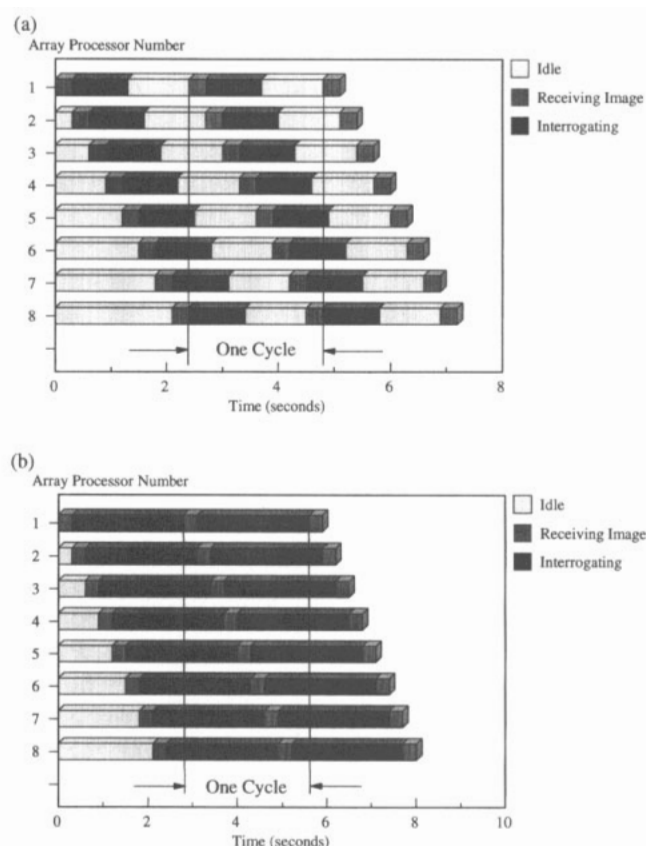 (a)
Array Processor Number
Idle
Receiving Image
Interrogating
1
2
3
4
5
6
7
8
One Cycle
0 2 4 6 8
Time (seconds)
(b)
Array Processor Number
Idle
Receiving Image
Interrogating
1
2
3
4
5
6
7
8
One Cycle
0 2 4 6 8 10
Time (seconds)